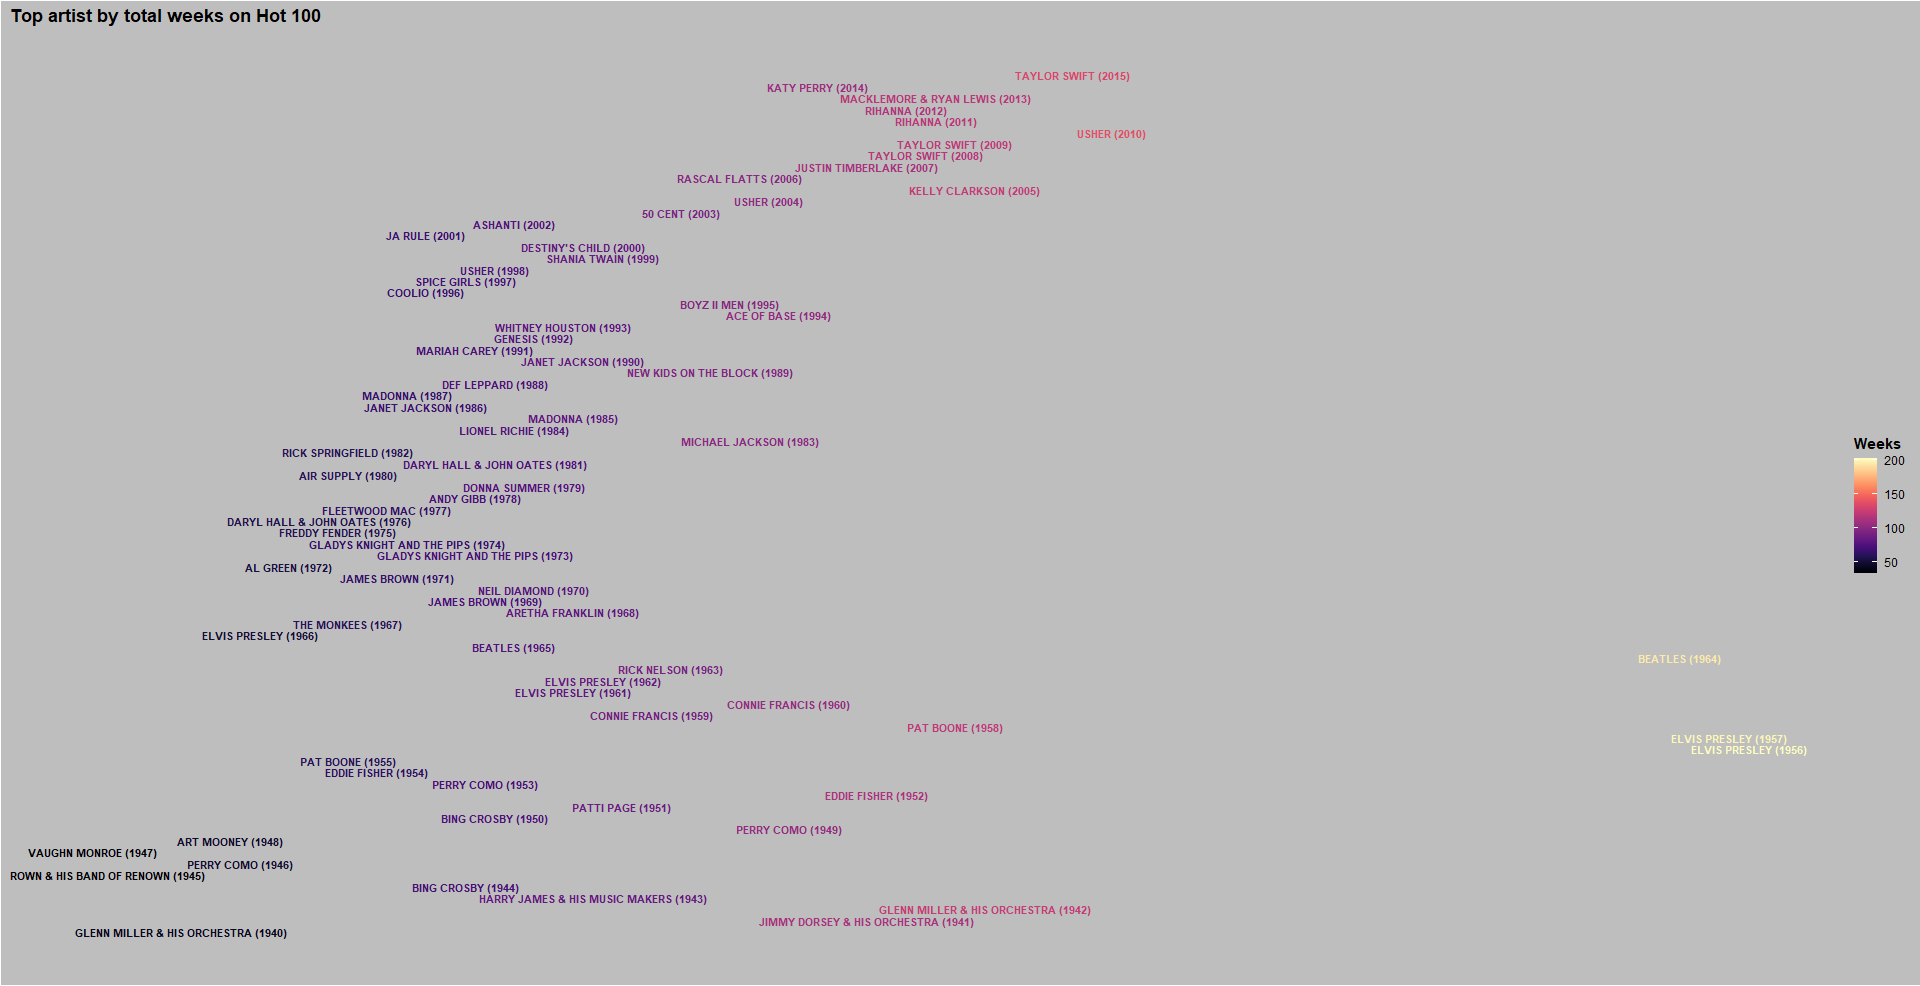 Top artist by total weeks on Hot 100
TAYLOR SWIFT (2015)
KATY PERRY (2014)
MACKLEMORE & RYAN LEWIS (2013)
RIHANNA (2012)
RIHANNA (2011)
USHER (2010)
TAYLOR SWIFT (2009)
TAYLOR SWIFT (2008)
JUSTIN TIMBERLAKE (2007)
RASCAL FLATTS (2006)
KELLY CLARKSON (2005)
USHER (2004)
50 CENT (2003)
ASHANTI (2002)
JA RULE (2001)
DESTINY'S CHILD (2000)
SHANIA TWAIN (1999)
USHER (1998)
SPICE GIRLS (1997)
COOLIO (1996)
BOYZ II MEN (1995)
ACE OF BASE (1994)
WHITNEY HOUSTON (1993)
GENESIS (1992)
MARIAH CAREY (1991)
JANET JACKSON (1990)
NEW KIDS ON THE BLOCK (1989)
DEF LEPPARD (1988)
MADONNA (1987)
JANET JACKSON (1986)
MADONNA (1985)
LIONEL RICHIE (1984)
MICHAEL JACKSON (1983)
RICK SPRINGFIELD (1982)
DARYL HALL & JOHN OATES (1981)
AIR SUPPLY (1980)
DONNA SUMMER (1979)
ANDY GIBB (1978)
FLEETWOOD MAC (1977)
DARYL HALL & JOHN OATES (1976)
FREDDY FENDER (1975)
GLADYS KNIGHT AND THE PIPS (1974)
GLADYS KNIGHT AND THE PIPS (1973)
AL GREEN (1972)
JAMES BROWN (1971)
NEIL DIAMOND (1970)
JAMES BROWN (1969)
ARETHA FRANKLIN (1968)
THE MONKEES (1967)
ELVIS PRESLEY (1966)
BEATLES (1965)
BEATLES (1964)
RICK NELSON (1963)
ELVIS PRESLEY (1962)
ELVIS PRESLEY (1961)
CONNIE FRANCIS (1960)
CONNIE FRANCIS (1959)
PAT BOONE (1958)
ELVIS PRESLEY (1957)
ELVIS PRESLEY (1956)
PAT BOONE (1955)
EDDIE FISHER (1954)
PERRY COMO (1953)
EDDIE FISHER (1952)
PATTI PAGE (1951)
BING CROSBY (1950)
PERRY COMO (1949)
ART MOONEY (1948)
VAUGHN MONROE (1947)
PERRY COMO (1946)
ROWN & HIS BAND OF RENOWN (1945)
BING CROSBY (1944)
HARRY JAMES & HIS MUSIC MAKERS (1943)
GLENN MILLER & HIS ORCHESTRA (1942)
JIMMY DORSEY & HIS ORCHESTRA (1941)
GLENN MILLER & HIS ORCHESTRA (1940)
Weeks
200
150
100
50